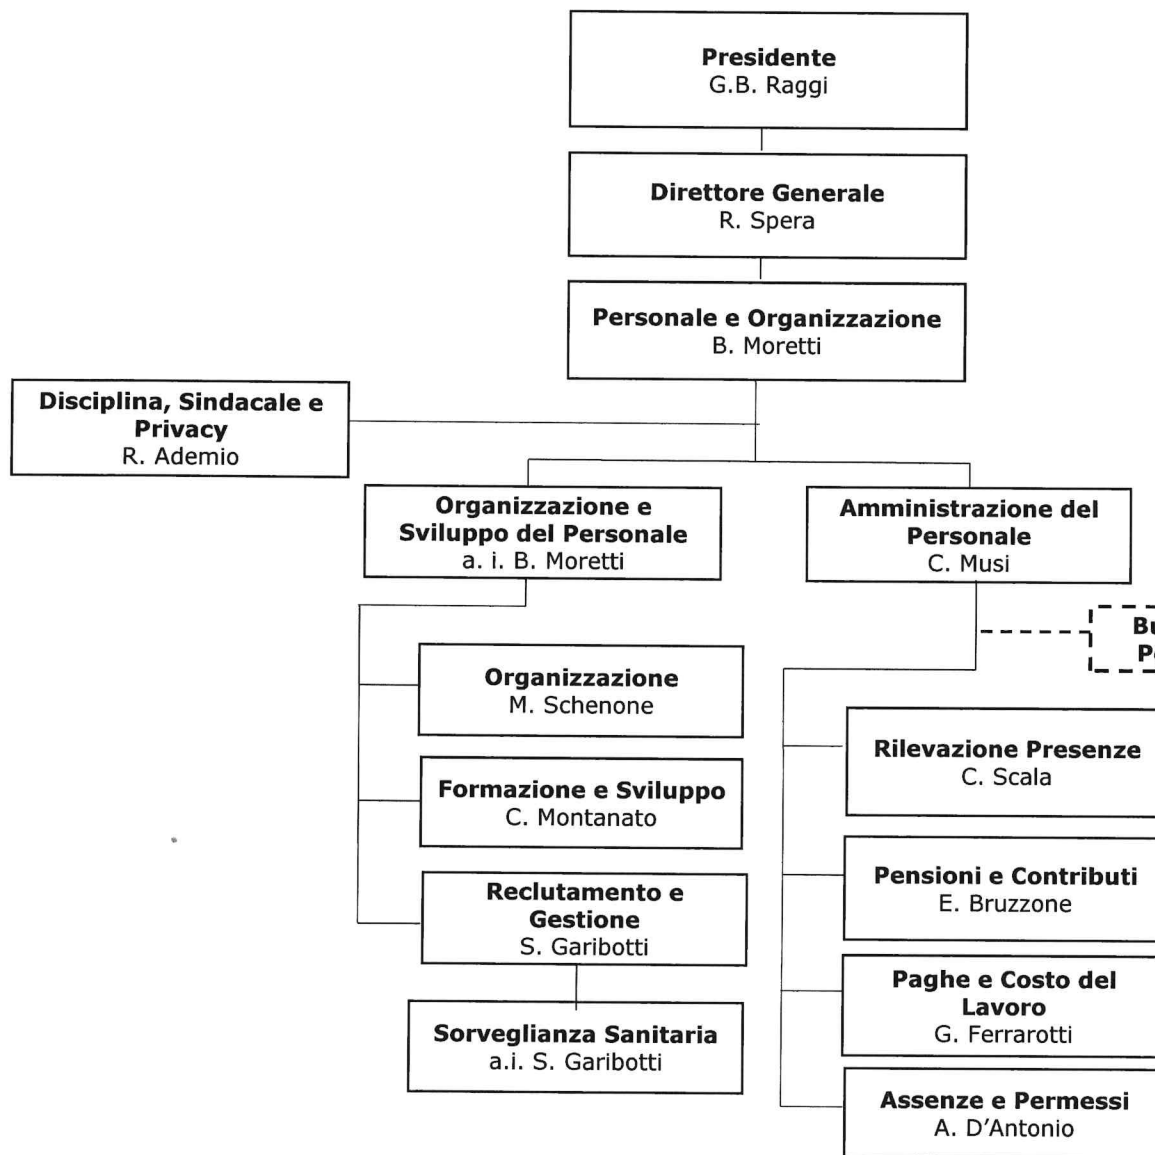 Presidente
G.B. Raggi
Direttore Generale
R. Spera
Personale e Organizzazione
B. Moretti
Disciplina, Sindacale e
Privacy
R. Ademio
Organizzazione e
Sviluppo del Personale
a. i. B. Moretti
Amministrazione del
Personale
C. Musi
Organizzazione
M. Schenone
Formazione e Sviluppo
C. Montanato
Reclutamento e
Gestione
S. Garibotti
Sorveglianza Sanitaria
a.i. S. Garibotti
Rilevazione Presenze
C. Scala
Pensioni e Contributi
E. Bruzzone
Paghe e Costo del
Lavoro
G. Ferrarotti
Assenze e Permessi
A. D'Antonio